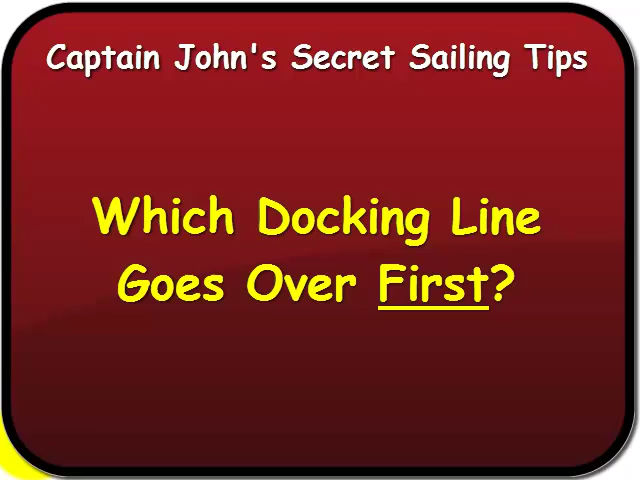 Captain John's Secret Sailing Tips
Which Docking Line
Goes Over First?